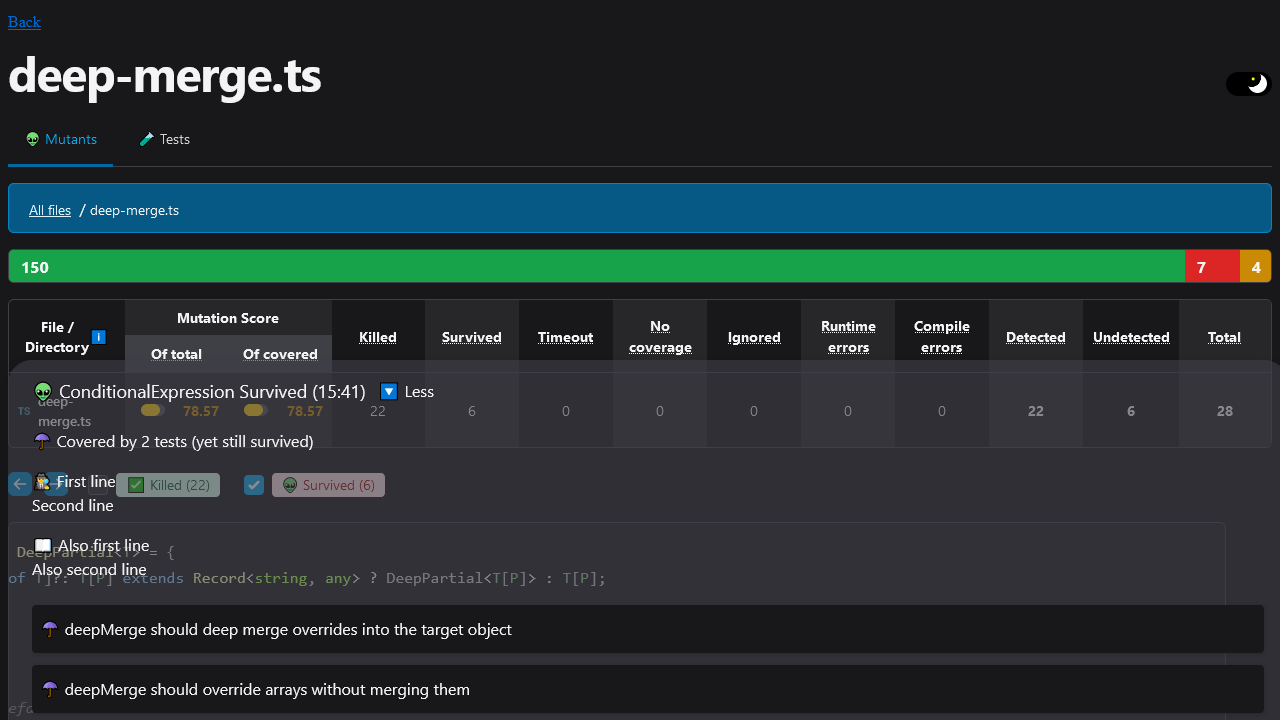 Back
deep-merge.ts
Mutants Tests
All files / deep-merge.ts
150 7 4
File / Directory Mutation Score Killed Survived Timeout No coverage Ignored Runtime errors Compile errors Detected Undetected Total
Of total Of covered
ConditionalExpression Survived (15:41) Less
TS deep-merge.ts 78.57 78.57 22 6 0 0 0 0 0 22 6 28
Covered by 2 tests (yet still survived)
First line
Killed (22) Survived (6)
Second line
Also first line
DeepPartial<T> = {
Also second line
of T]?: T[P] extends Record<string, any> ? DeepPartial<T[P]> : T[P];
deepMerge should deep merge overrides into the target object
deepMerge should override arrays without merging them